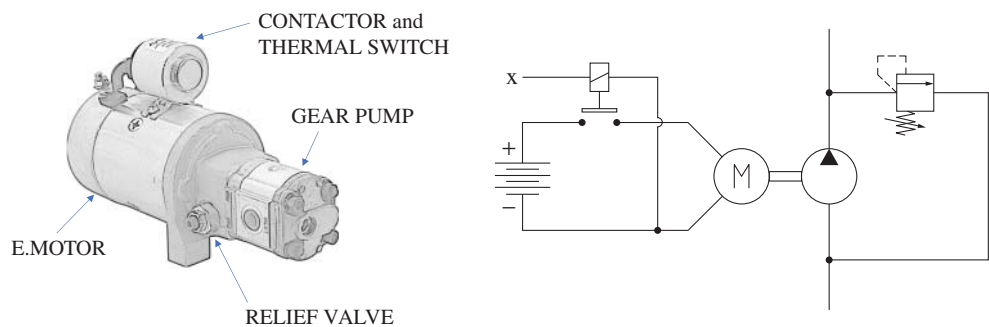 CONTACTOR and
THERMAL SWITCH
GEAR PUMP
E.MOTOR
RELIEF VALVE
x
+
−
M